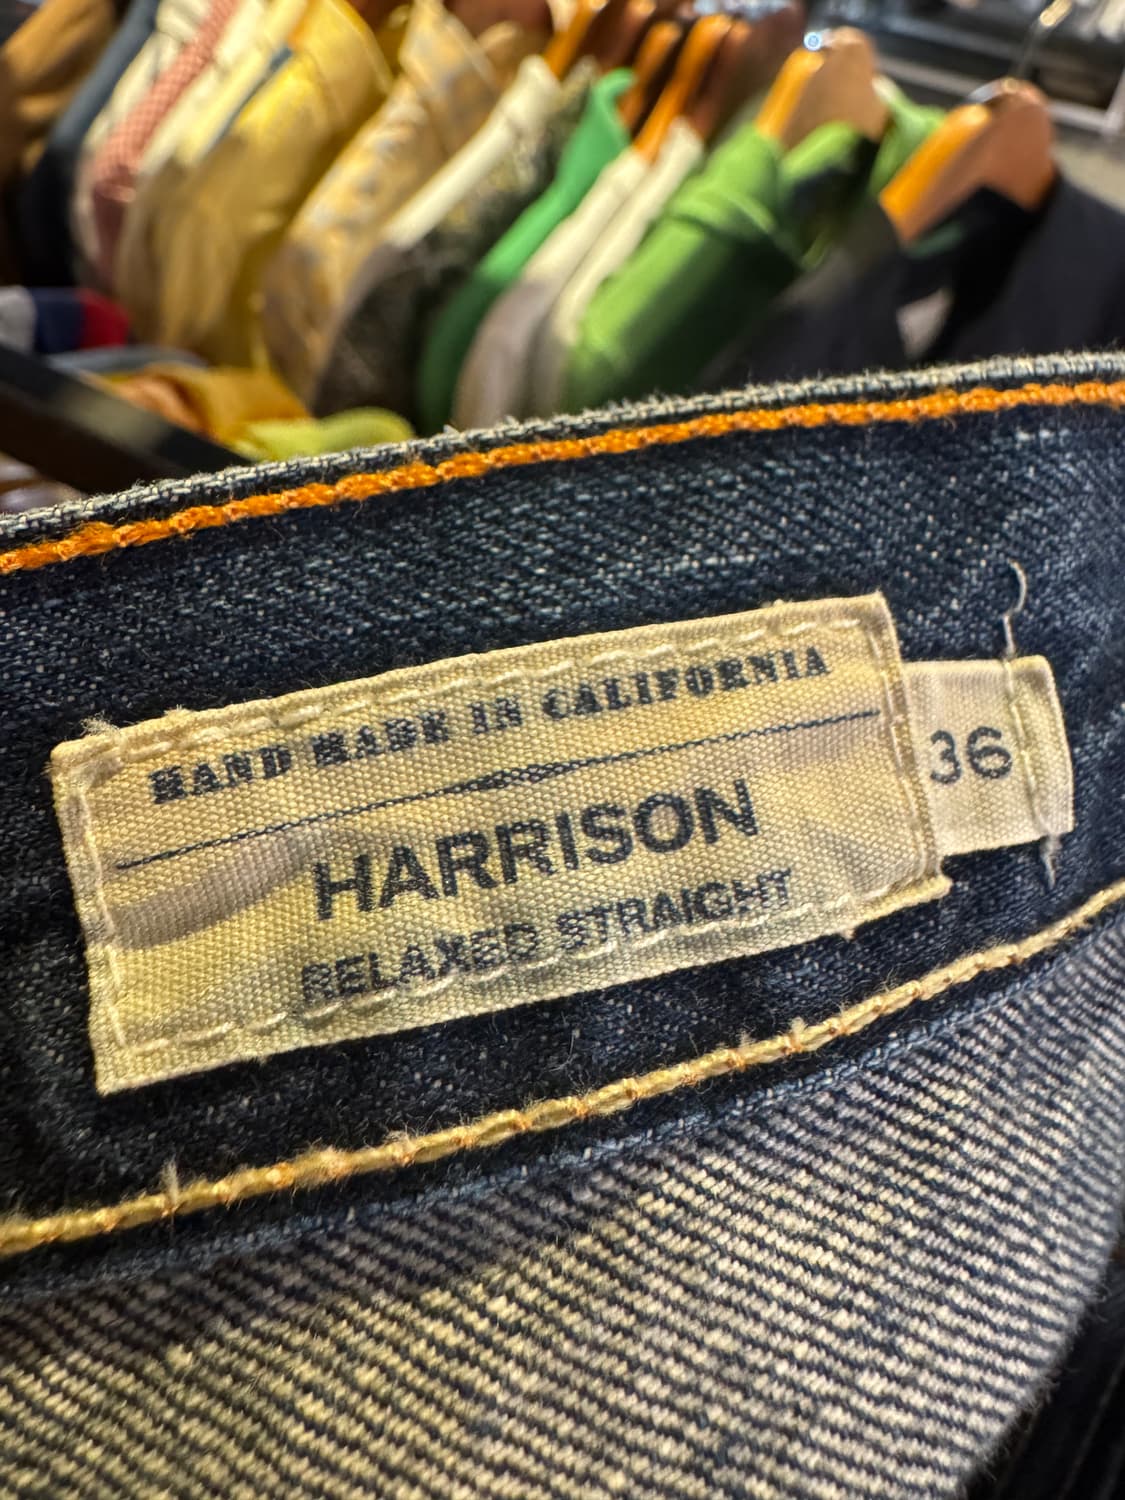 HAND MADE IN CALIFORNIA
HARRISON
RELAXED STRAIGHT
36